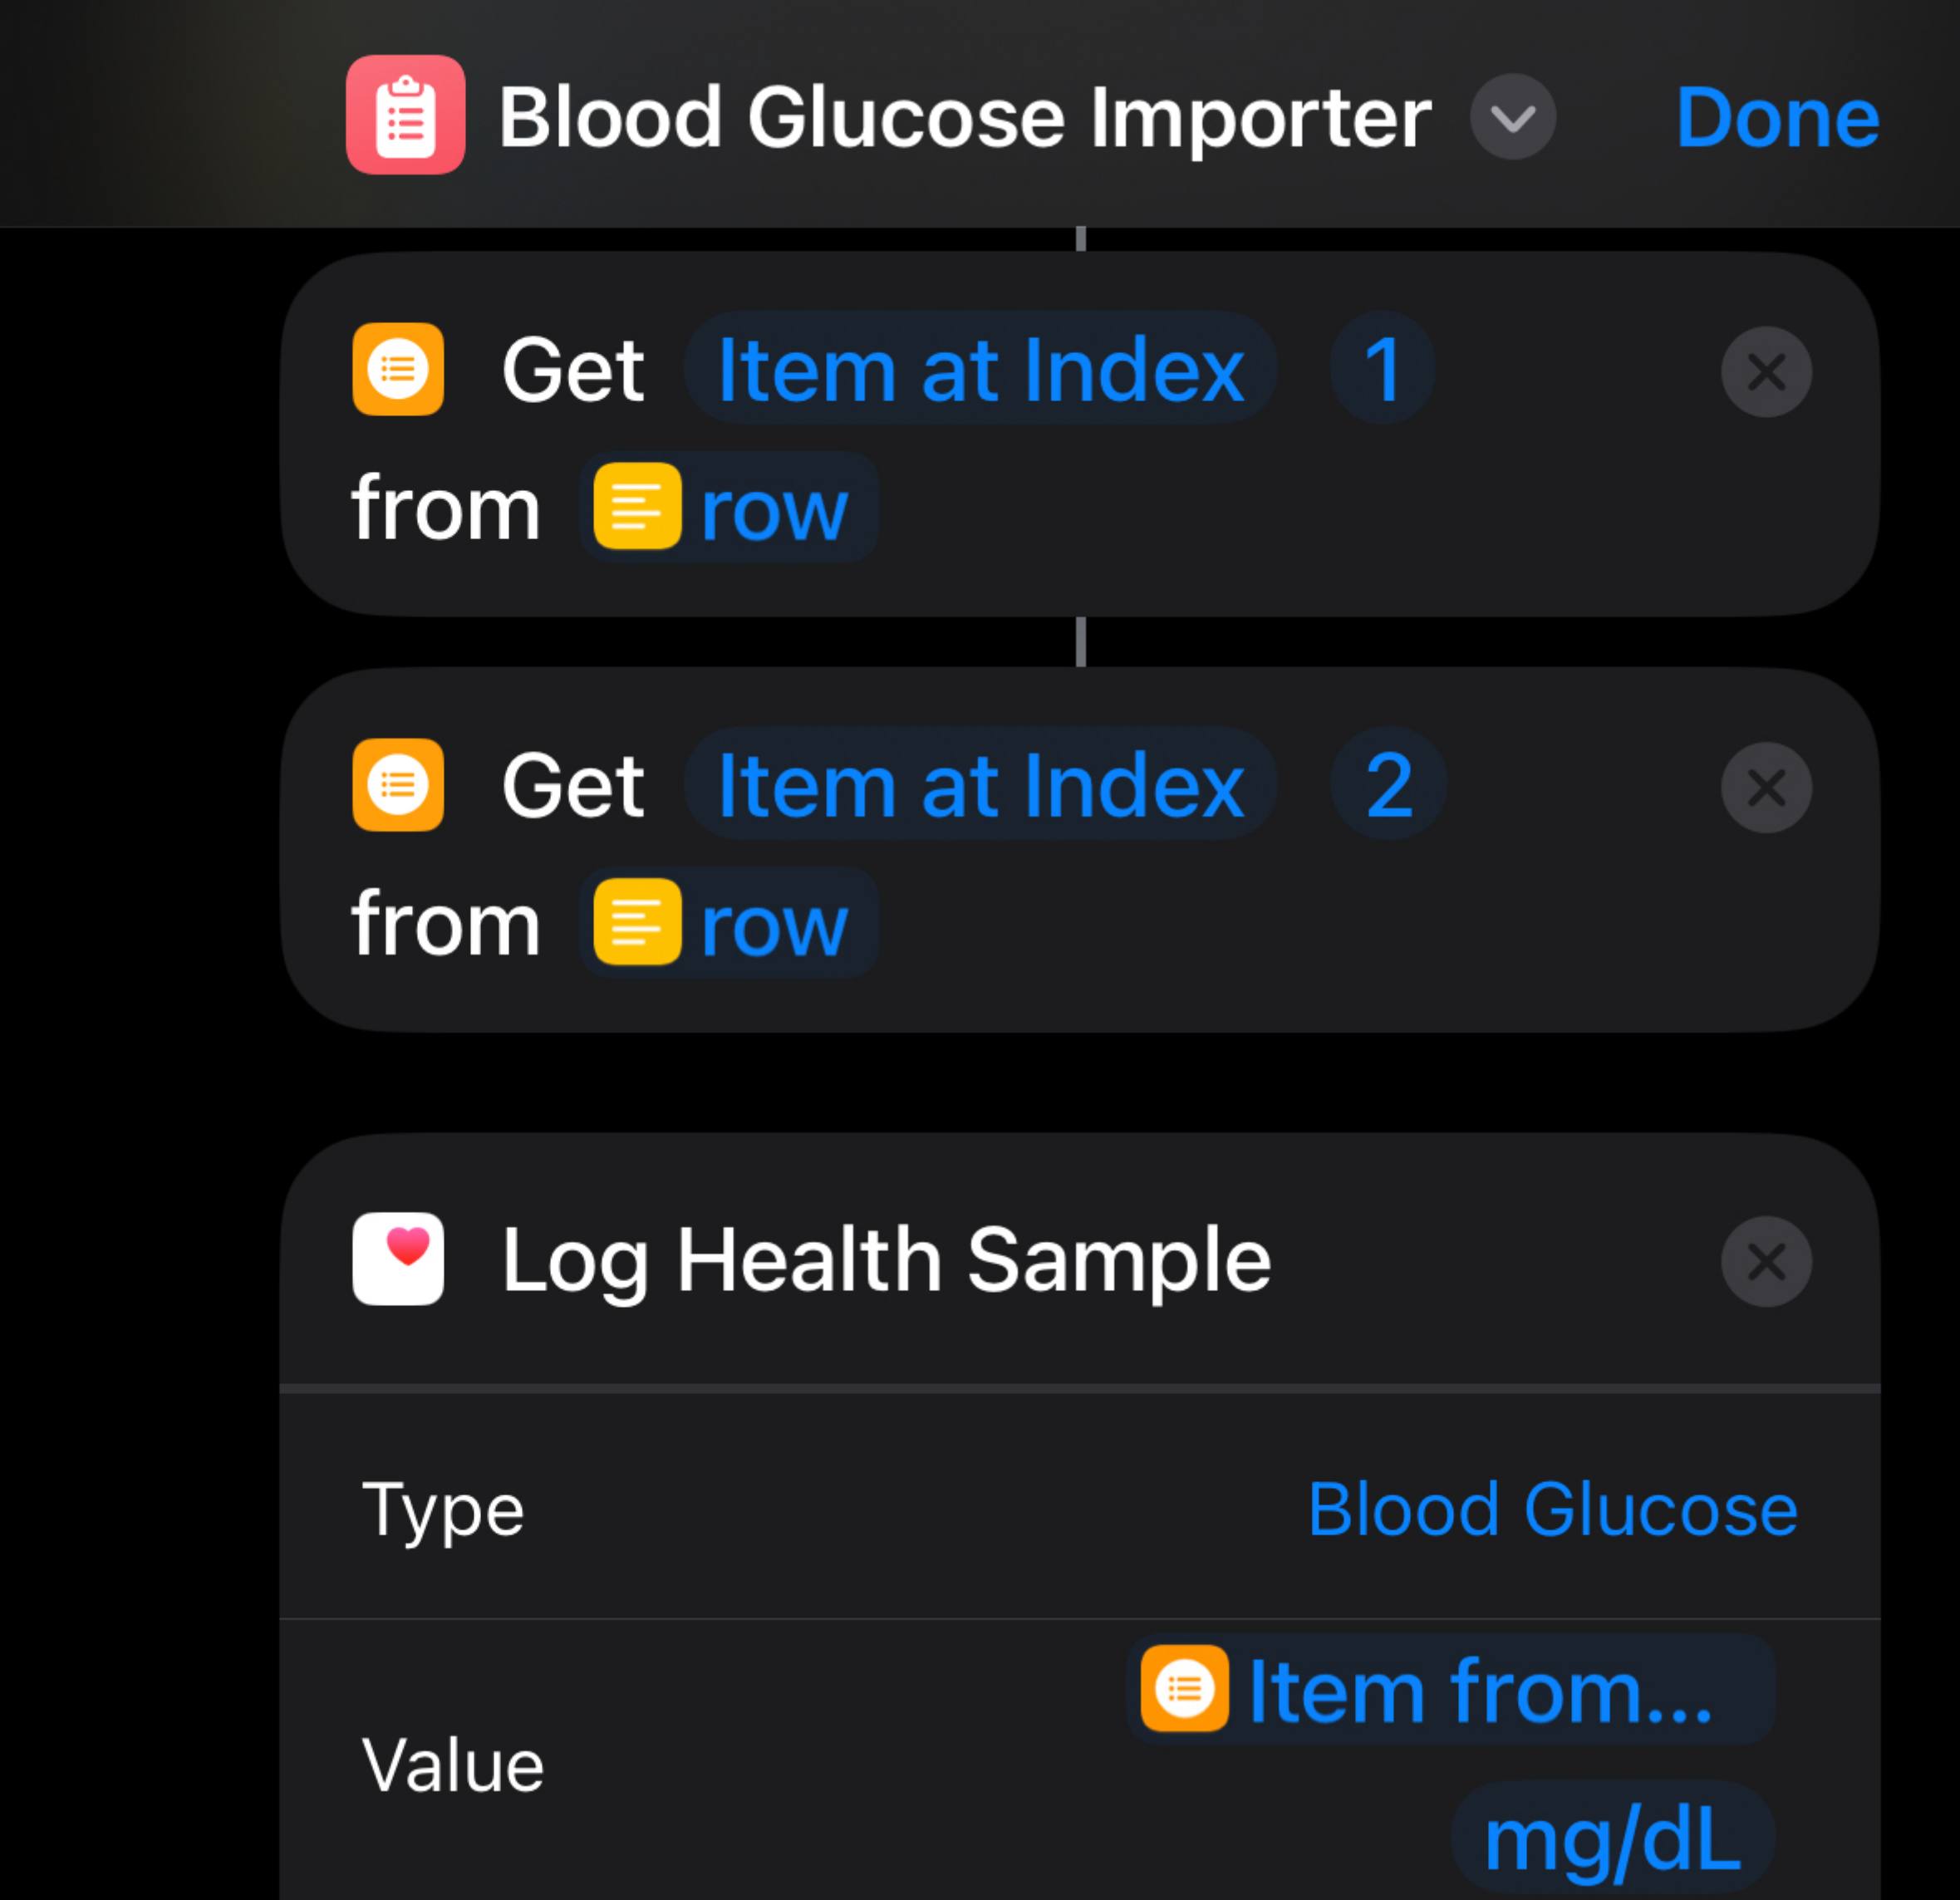 Blood Glucose Importer Done
Get Item at Index 1
from row
Get Item at Index 2
from row
Log Health Sample
Type Blood Glucose
Item from...
Value
mg/dL